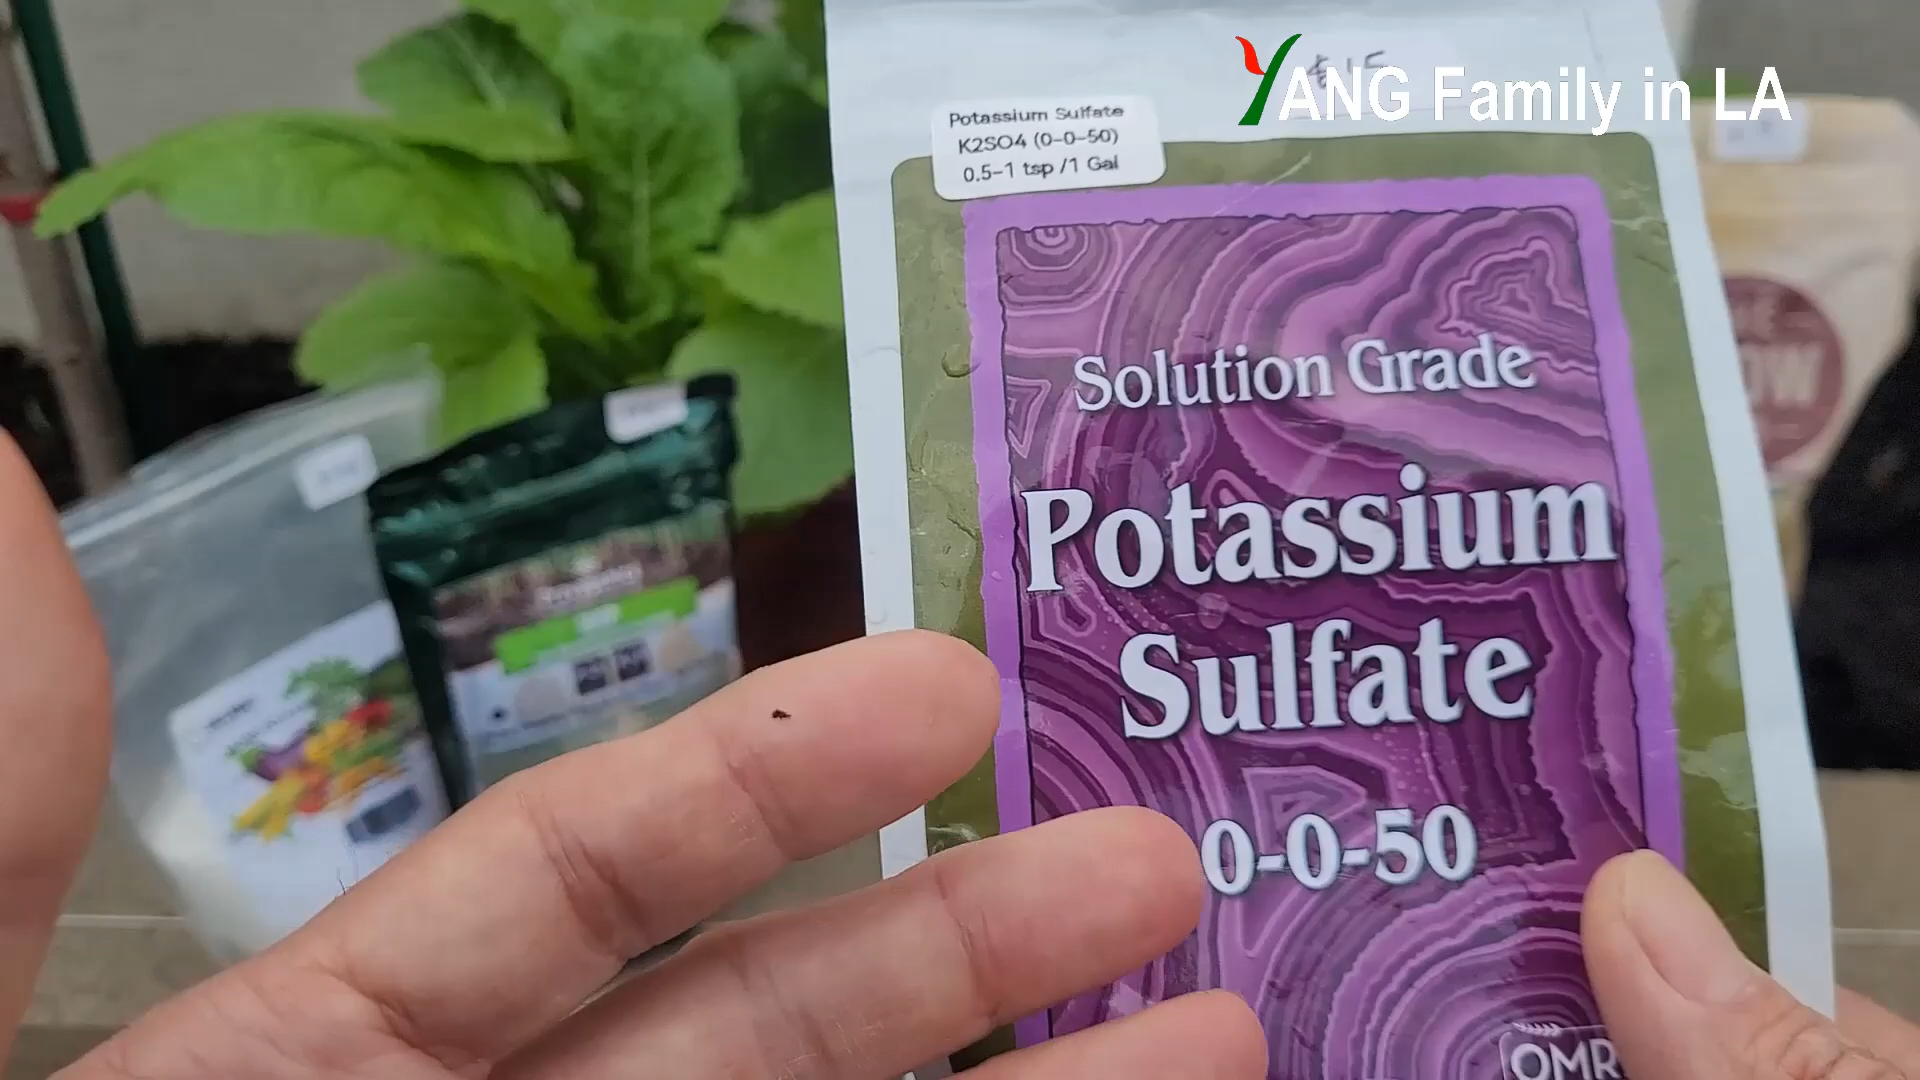 YANG Family in LA
Potassium Sulfate
K2SO4 (0-0-50)
0.5-1 tsp /1 Gal
Solution Grade
Potassium
Sulfate
0-0-50